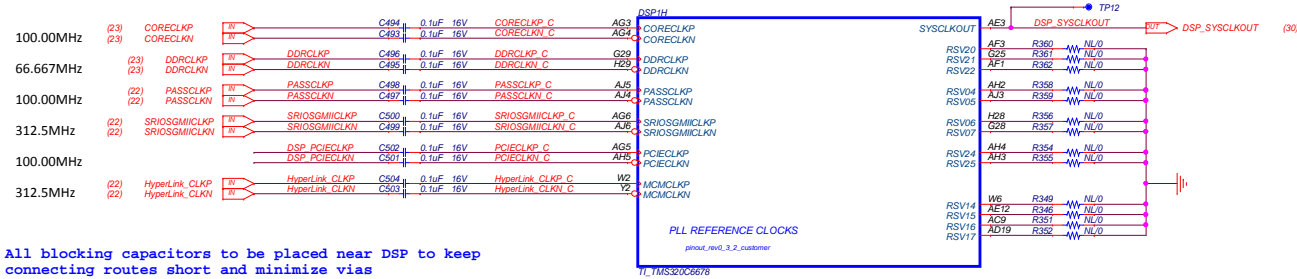 DSP1H
TP12
(23) CORECLKP IN CORECLKP C494 0.1uF 16V CORECLKP_C AG3 CORECLKP SYSCLKOUT AE3 DSP_SYSCLKOUT OUT DSP_SYSCLKOUT (30)
100.00MHz (23) CORECLKN IN CORECLKN C493 0.1uF 16V CORECLKN_C AG4 CORECLKN
RSV20 AF3 R360 NL/0
(23) DDRCLKP IN DDRCLKP C496 0.1uF 16V DDRCLKP_C G29 DDRCLKP RSV21 G25 R361 NL/0
66.667MHz (23) DDRCLKN IN DDRCLKN C495 0.1uF 16V DDRCLKN_C H29 DDRCLKN RSV22 AF1 R362 NL/0
(22) PASSCLKP IN PASSCLKP C498 0.1uF 16V PASSCLKP_C AJ5 PASSCLKP RSV04 AH2 R358 NL/0
100.00MHz (22) PASSCLKN IN PASSCLKN C497 0.1uF 16V PASSCLKN_C AJ4 PASSCLKN RSV05 AJ3 R359 NL/0
(22) SRIOSGMIICLKP IN SRIOSGMIICLKP C500 0.1uF 16V SRIOSGMIICLKP_C AG6 SRIOSGMIICLKP RSV06 H28 R356 NL/0
312.5MHz (22) SRIOSGMIICLKN IN SRIOSGMIICLKN C499 0.1uF 16V SRIOSGMIICLKN_C AJ6 SRIOSGMIICLKN RSV07 G28 R357 NL/0
DSP_PCIECLKP C502 0.1uF 16V PCIECLKP_C AG5 PCIECLKP RSV24 AH4 R354 NL/0
100.00MHz DSP_PCIECLKN C501 0.1uF 16V PCIECLKN_C AH5 PCIECLKN RSV25 AH3 R355 NL/0
(22) HyperLink_CLKP IN HyperLink_CLKP C504 0.1uF 16V HyperLink_CLKP_C W2 MCMCLKP
312.5MHz (22) HyperLink_CLKN IN HyperLink_CLKN C503 0.1uF 16V HyperLink_CLKN_C Y2 MCMCLKN
RSV14 W6 R349 NL/0
RSV15 AE12 R346 NL/0
RSV16 AC9 R351 NL/0
RSV17 AD19 R352 NL/0
PLL REFERENCE CLOCKS
pinout_rev0_3_2_customer
All blocking capacitors to be placed near DSP to keep
connecting routes short and minimize vias
TI_TMS320C6678